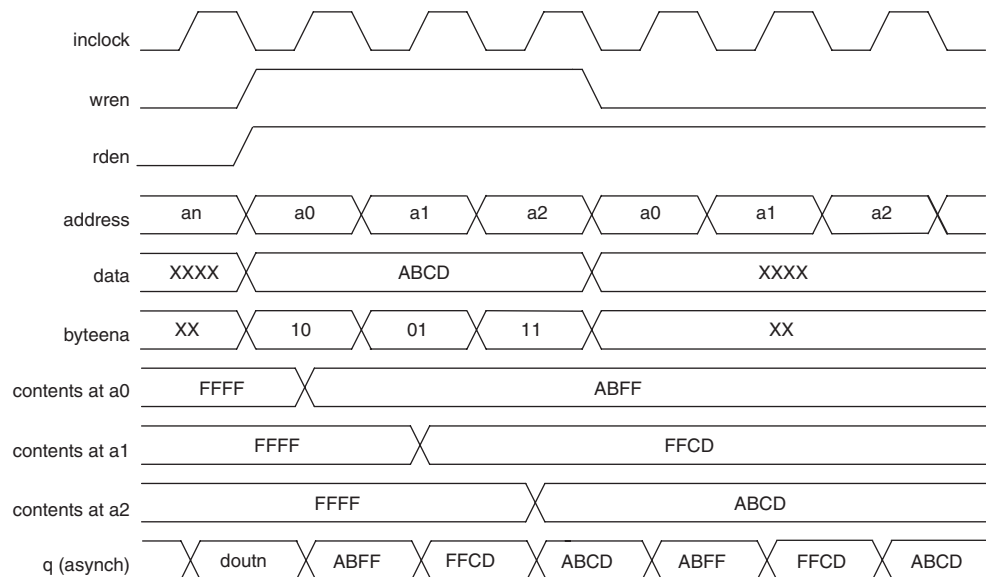 inclock
wren
rden
address an a0 a1 a2 a0 a1 a2
data XXXX ABCD XXXX
byteena XX 10 01 11 XX
contents at a0 FFFF ABFF
contents at a1 FFFF FFCD
contents at a2 FFFF ABCD
q (asynch) doutn ABFF FFCD ABCD ABFF FFCD ABCD